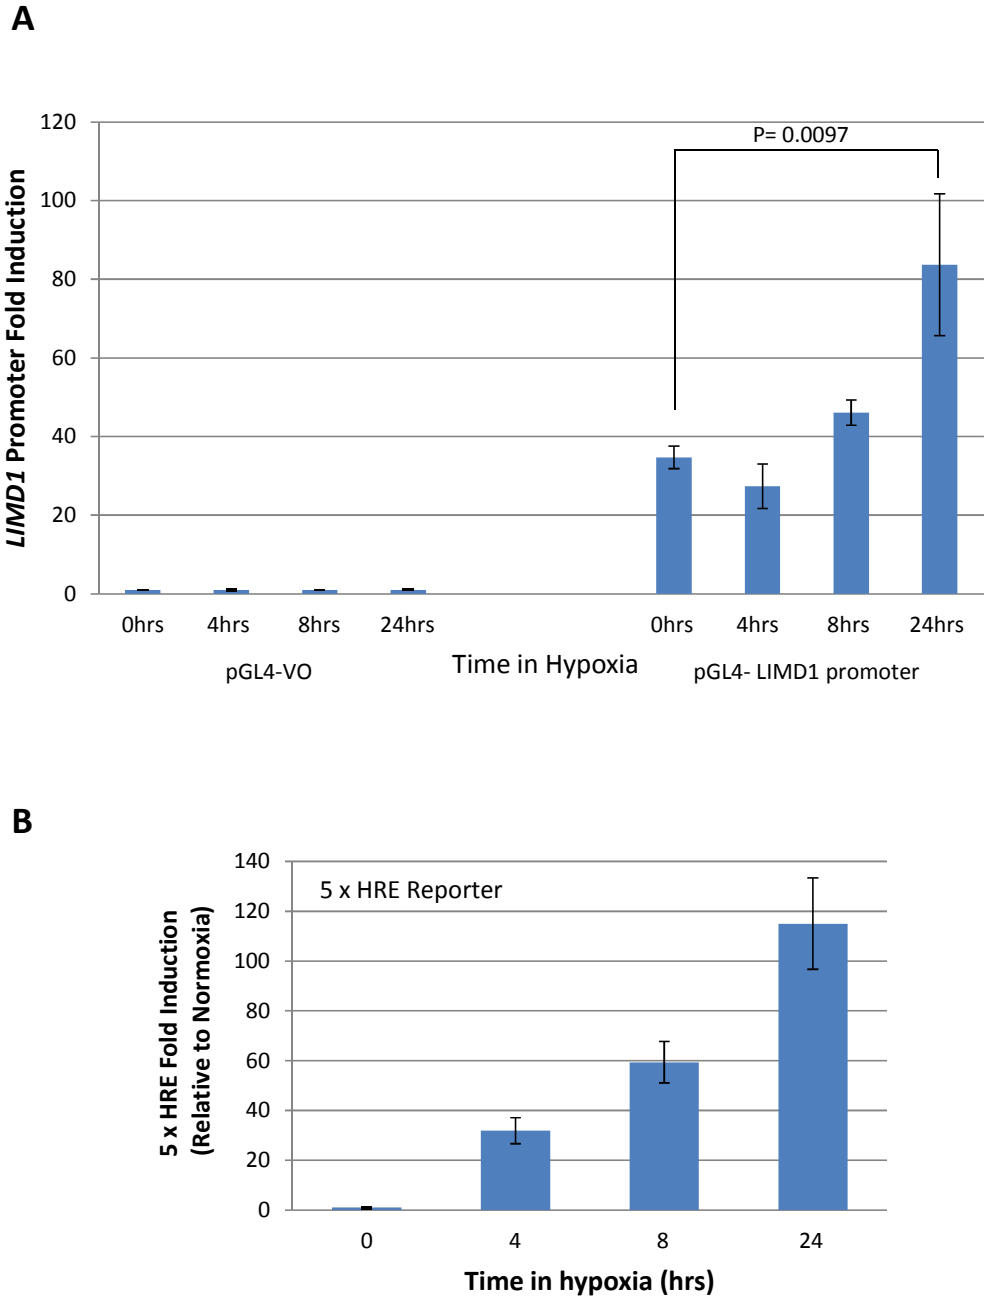 A
LIMD1 Promoter Fold Induction
120
100
80
60
40
20
0
P= 0.0097
0hrs 4hrs 8hrs 24hrs 0hrs 4hrs 8hrs 24hrs
pGL4-VO Time in Hypoxia pGL4- LIMD1 promoter
B
5 x HRE Fold Induction
(Relative to Normoxia)
140
120
100
80
60
40
20
0
5 x HRE Reporter
0 4 8 24
Time in hypoxia (hrs)